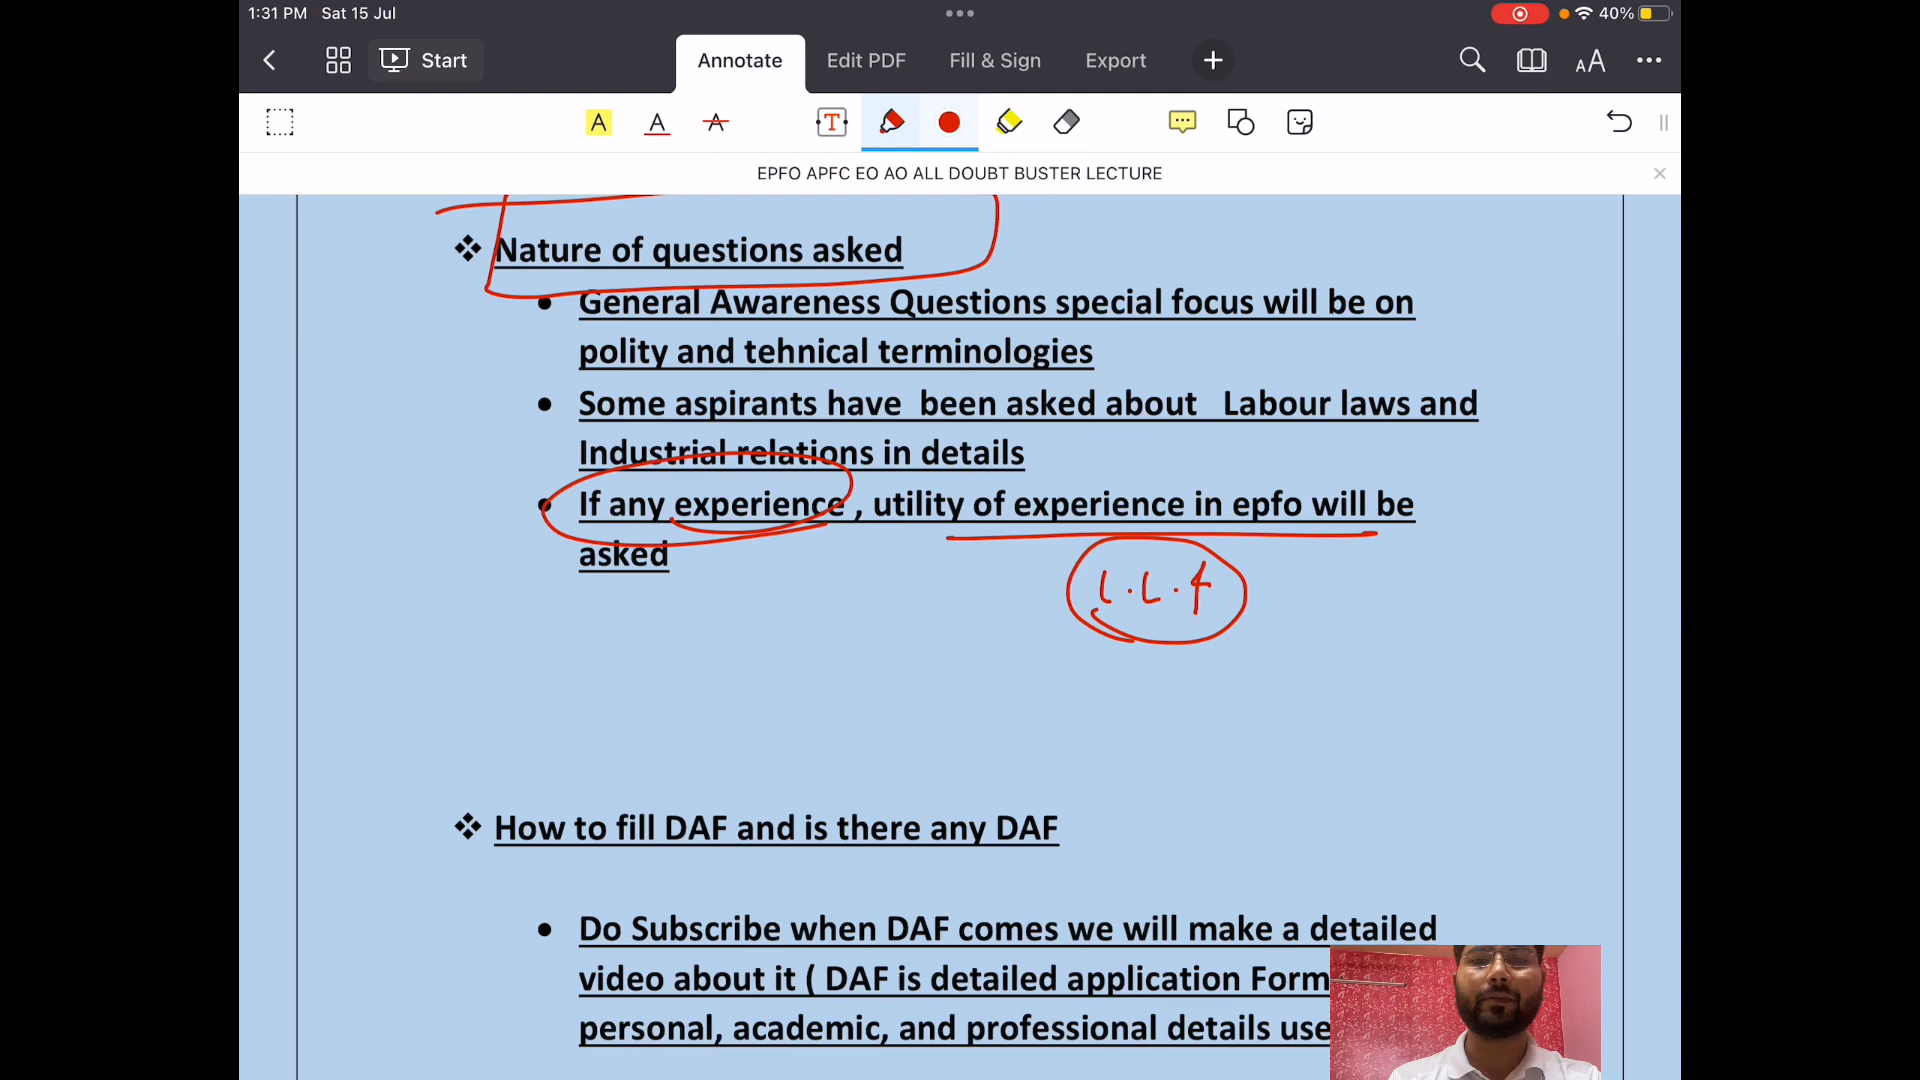 1:31 PM Sat 15 Jul
40%
Start
Annotate
Edit PDF
Fill & Sign
Export
EPFO APFC EO AO ALL DOUBT BUSTER LECTURE
Nature of questions asked
General Awareness Questions special focus will be on
polity and tehnical terminologies
Some aspirants have been asked about Labour laws and
Industrial relations in details
If any experience , utility of experience in epfo will be
asked
How to fill DAF and is there any DAF
Do Subscribe when DAF comes we will make a detailed
video about it ( DAF is detailed application Form
personal, academic, and professional details use